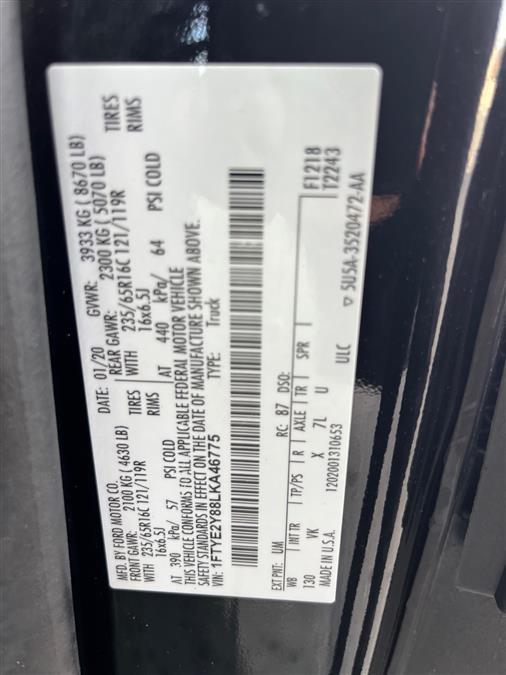 MFD. BY FORD MOTOR CO. DATE: 01/20 GVWR: 3933 KG ( 8670 LB)
FRONT GAWR: 2100 KG (4630 LB) REAR GAWR: 2300 KG ( 5070 LB)
235/65R16C 121/119R TIRES WITH 235/65R16C 121/119R TIRES
WITH 16x6.5J RIMS 16x6.5J RIMS
AT 390 kPa/ 57 PSI COLD AT 440 kPa/ 64 PSI COLD
THIS VEHICLE CONFORMS TO ALL APPLICABLE FEDERAL MOTOR VEHICLE
SAFETY STANDARDS IN EFFECT ON THE DATE OF MANUFACTURE SHOWN ABOVE.
VIN: 1FTYE2Y88LKA46775 TYPE: Truck
F1218
T2243
EXT PNT: UM RC: 87 DSO:
WB INT TR TP/PS R AXLE TR SPR
130 VK X 7L U
MADE IN U.S.A. 1202001310653 ULC ▽ 5U5A-3520472-AA